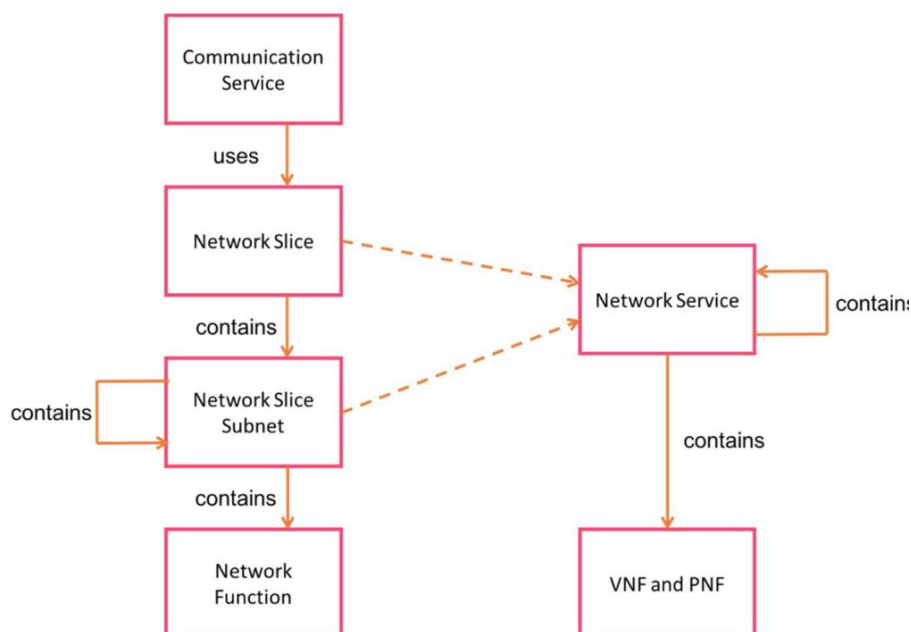 Communication
Service
uses
Network Slice
Network Service
contains
contains
Network Slice
Subnet
contains
contains
contains
Network
Function
VNF and PNF